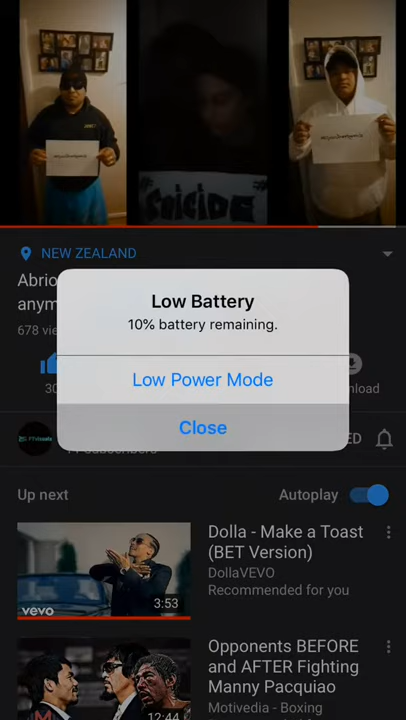 suicide
NEW ZEALAND
Abrio
anym
678 vie
Low Battery
10% battery remaining.
Low Power Mode
Close
30
nload
ED
Up next
Autoplay
Dolla - Make a Toast
(BET Version)
DollaVEVO
Recommended for you
vevo
3:53
Opponents BEFORE
and AFTER Fighting
Manny Pacquiao
Motivedia - Boxing
12:44